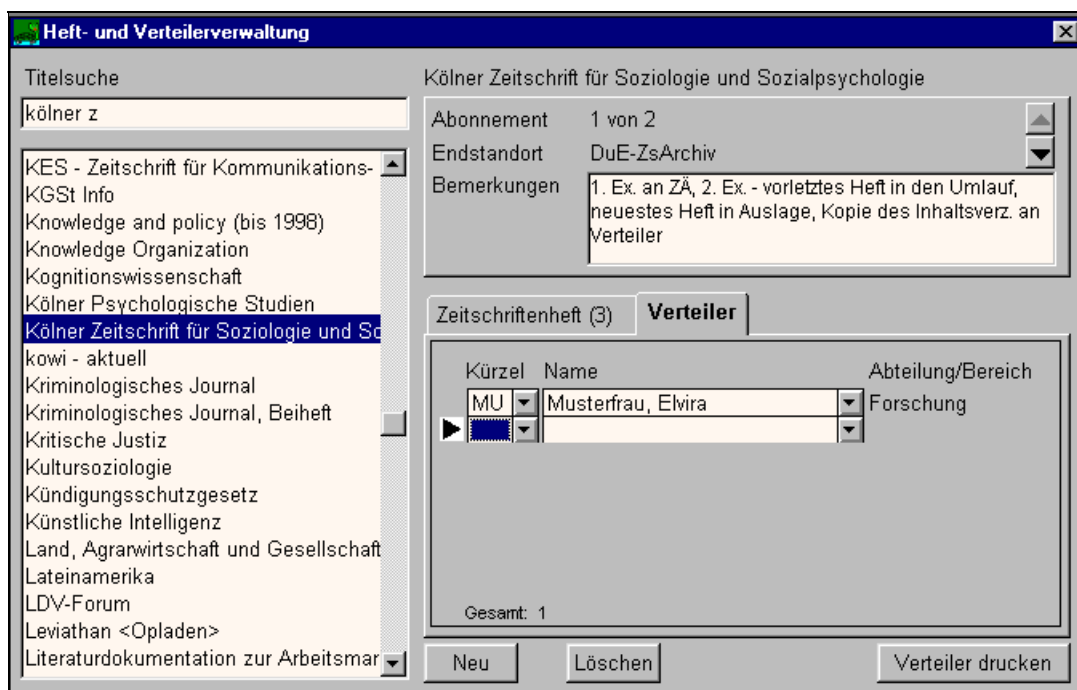 Heft- und Verteilerverwaltung
Titelsuche
kölner z
KES - Zeitschrift für Kommunikations-
KGSt Info
Knowledge and policy (bis 1998)
Knowledge Organization
Kognitionswissenschaft
Kölner Psychologische Studien
Kölner Zeitschrift für Soziologie und So
kowi - aktuell
Kriminologisches Journal
Kriminologisches Journal, Beiheft
Kritische Justiz
Kultursoziologie
Kündigungsschutzgesetz
Künstliche Intelligenz
Land, Agrarwirtschaft und Gesellschaft
Lateinamerika
LDV-Forum
Leviathan <Opladen>
Literaturdokumentation zur Arbeitsmar
Kölner Zeitschrift für Soziologie und Sozialpsychologie
Abonnement 1 von 2
Endstandort DuE-ZsArchiv
Bemerkungen 1. Ex. an ZÄ, 2. Ex. - vorletztes Heft in den Umlauf,
neuestes Heft in Auslage, Kopie des Inhaltsverz. an
Verteiler
Zeitschriftenheft (3) Verteiler
Kürzel Name Abteilung/Bereich
MU Musterfrau, Elvira Forschung
Gesamt: 1
Neu Löschen Verteiler drucken